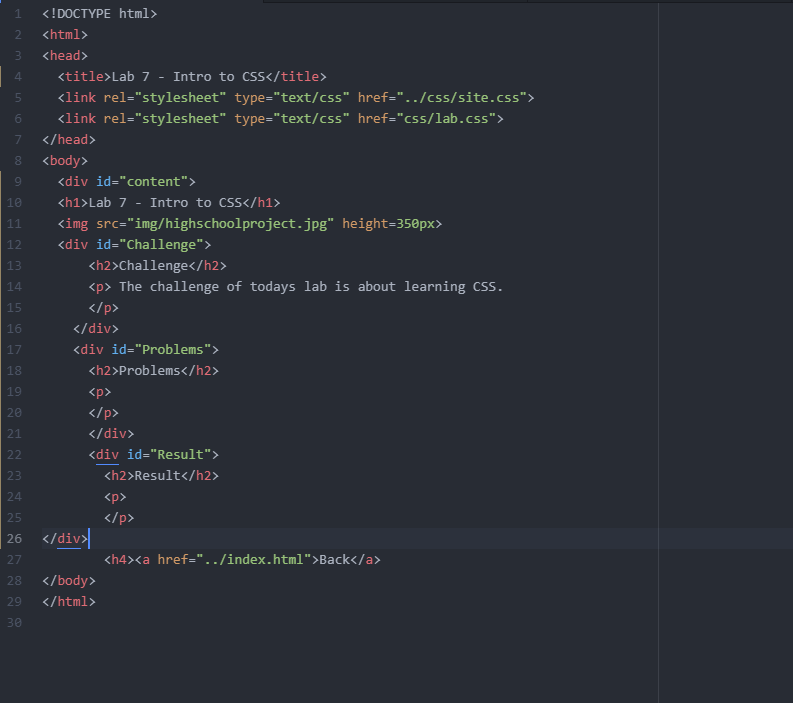 1 <!DOCTYPE html>
2 <html>
3 <head>
4   <title>Lab 7 - Intro to CSS</title>
5   <link rel="stylesheet" type="text/css" href="../css/site.css">
6   <link rel="stylesheet" type="text/css" href="css/lab.css">
7 </head>
8 <body>
9   <div id="content">
10   <h1>Lab 7 - Intro to CSS</h1>
11   <img src="img/highschoolproject.jpg" height=350px>
12   <div id="Challenge">
13       <h2>Challenge</h2>
14       <p> The challenge of todays lab is about learning CSS.
15       </p>
16     </div>
17     <div id="Problems">
18       <h2>Problems</h2>
19       <p>
20       </p>
21       </div>
22       <div id="Result">
23         <h2>Result</h2>
24         <p>
25         </p>
26 </div>
27         <h4><a href="../index.html">Back</a>
28 </body>
29 </html>
30